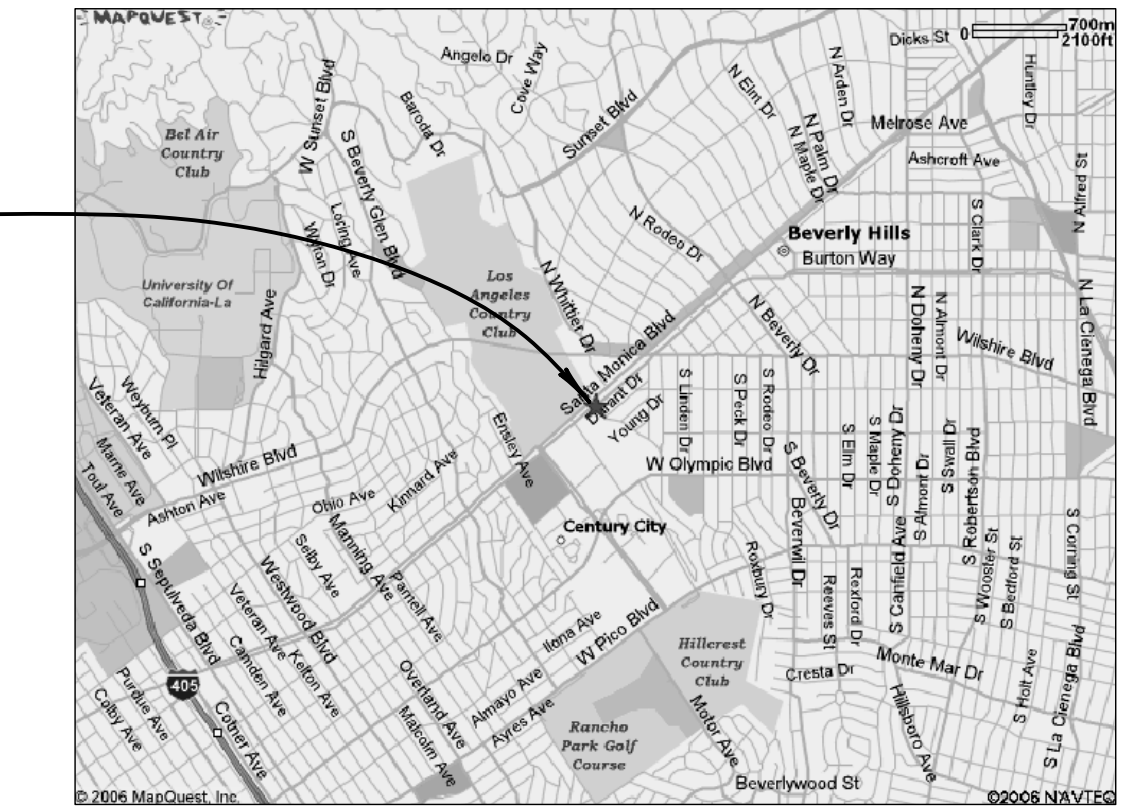 MAPQUEST
700m
0
2100ft
Dicks St
Angelo Dr
Cove Way
N Elm Dr
N Arden Dr
Huntley Dr
W Sunset Blvd
Baroda Dr
Sunset Blvd
N Palm Dr
N Maple Dr
Melrose Ave
Bel Air
Country
Club
S Beverly Glen Blvd
Ashcroft Ave
Loring Ave
N Rodeo Dr
S Clark Dr
Beverly Hills
Burton Way
University Of
California-La
Los
Angeles
Country
Club
N Whittier Dr
Hilgard Ave
Santa Monica Blvd
N Beverly Dr
N Doheny Dr
N Almont Dr
Wilshire Blvd
N La Cienega Blvd
Weyburn Pl
Veteran Ave
Durant Dr
Young Dr
S Linden Dr
S Peck Dr
S Rodeo Dr
Ensley Ave
Marne Ave
Wilshire Blvd
Kinnard Ave
W Olympic Blvd
S Beverly Dr
S Elm Dr
S Maple Dr
S Doheny Dr
S Almont Dr
S Swall Dr
S Robertson Blvd
Ashton Ave
Ohio Ave
Century City
Manning Ave
Selby Ave
Beverwil Dr
S Canfield Ave
S Wooster St
S Bedford St
S Corning St
S Sepulveda Blvd
Westwood Blvd
Parnell Ave
Roxbury Dr
Reeves St
Rexford Dr
Veteran Ave
Camden Ave
Kelton Ave
Ilona Ave
W Pico Blvd
Hillcrest
Country
Club
Monte Mar Dr
Cresta Dr
S Holt Ave
S La Cienega Blvd
405
Purdue Ave
Colby Ave
Cotner Ave
Overland Ave
Malcolm Ave
Almayo Ave
Ayres Ave
Motor Ave
Hillsboro Ave
Rancho
Park Golf
Course
Beverlywood St
© 2006 MapQuest, Inc.
©2006 NAVTEQ